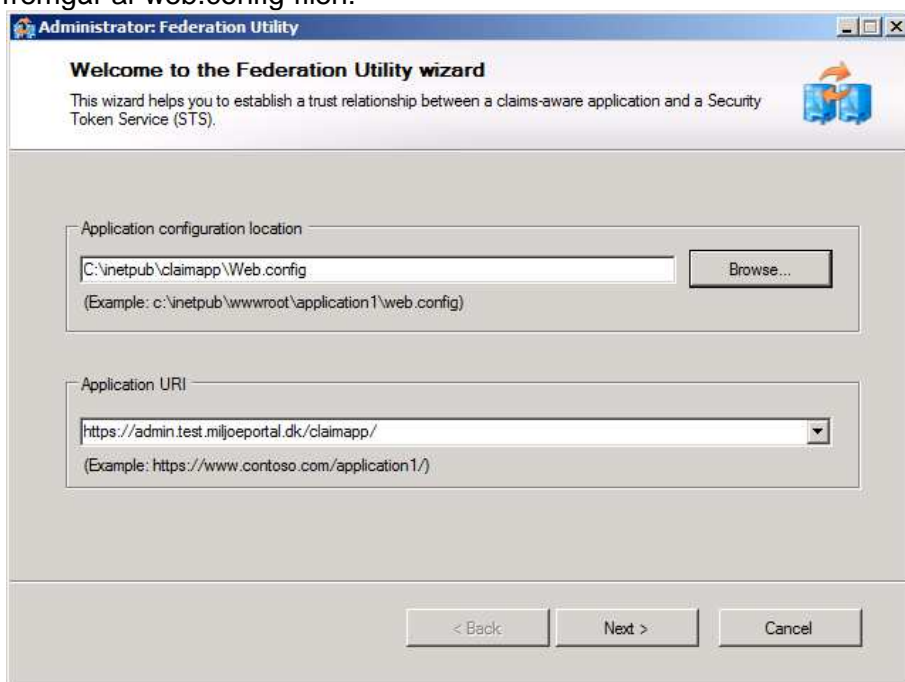 web.config filen.
Administrator: Federation Utility
Welcome to the Federation Utility wizard
This wizard helps you to establish a trust relationship between a claims-aware application and a Security
Token Service (STS).
Application configuration location
C:\inetpub\claimapp\Web.config
Browse...
(Example: c:\inetpub\wwwroot\application1\web.config)
Application URI
https://admin.test.miljoeportal.dk/claimapp/
(Example: https://www.contoso.com/application1/)
< Back
Next >
Cancel